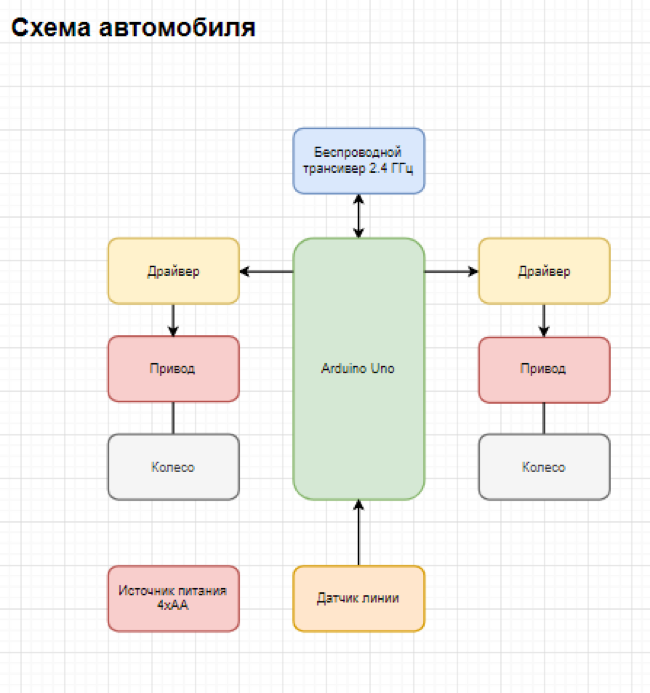 Схема автомобиля
Беспроводной
трансивер 2.4 ГГц
Драйвер
Драйвер
Привод
Arduino Uno
Привод
Колесо
Колесо
Источник питания
4xAA
Датчик линии